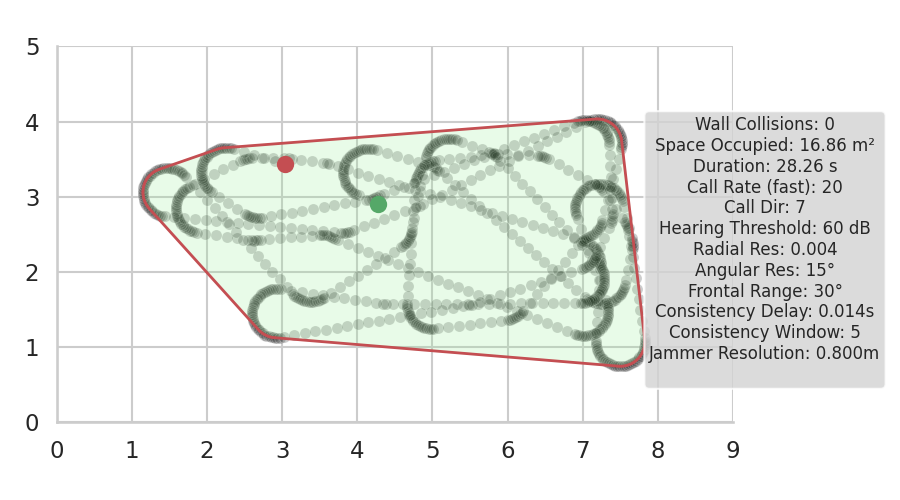 5
4
3
2
1
0
0 1 2 3 4 5 6 7 8 9
Wall Collisions: 0
Space Occupied: 16.86 m²
Duration: 28.26 s
Call Rate (fast): 20
Call Dir: 7
Hearing Threshold: 60 dB
Radial Res: 0.004
Angular Res: 15°
Frontal Range: 30°
Consistency Delay: 0.014s
Consistency Window: 5
Jammer Resolution: 0.800m